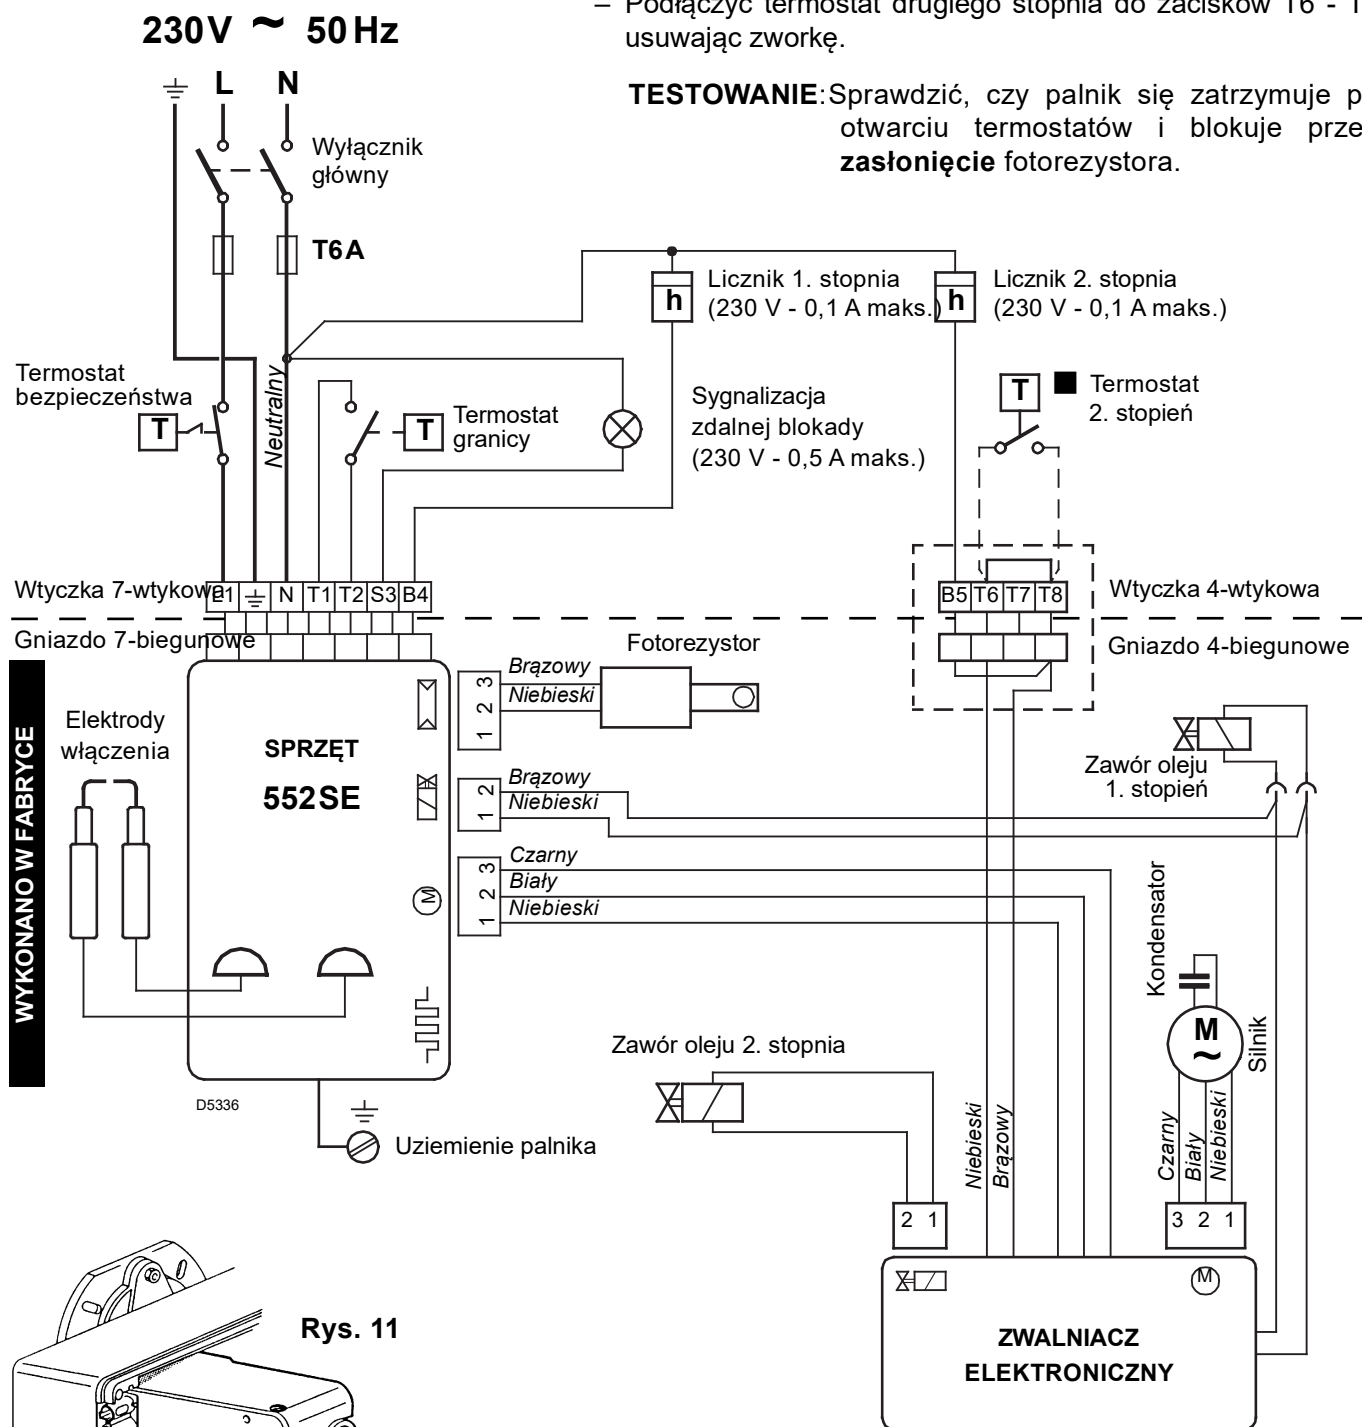 – Podłączyć termostat drugiego stopnia do zacisków T6 - T
usuwając zworkę.
TESTOWANIE: Sprawdzić, czy palnik się zatrzymuje p
otwarciu termostatów i blokuje prze
zasłonięcie fotorezystora.
230V ~ 50Hz
L N
Wyłącznik
główny
T6A
h
Licznik 1. stopnia
(230 V - 0,1 A maks.)
h
Licznik 2. stopnia
(230 V - 0,1 A maks.)
Termostat
bezpieczeństwa
T
Neutralny
T
Termostat
granicy
Sygnalizacja
zdalnej blokady
(230 V - 0,5 A maks.)
T
Termostat
2. stopień
Wtyczka 7-wtykowa
L1 N T1 T2 S3 B4
B5 T6 T7 T8
Wtyczka 4-wtykowa
Gniazdo 7-biegunowe
Gniazdo 4-biegunowe
WYKONANO W FABRYCE
Elektrody
włączenia
SPRZĘT
552SE
M
3 2 1
Brązowy
Niebieski
Fotorezystor
2 1
Brązowy
Niebieski
3 2 1
Czarny
Biały
Niebieski
Zawór oleju
1. stopień
Kondensator
M
~
Silnik
Zawór oleju 2. stopnia
D5336
Uziemienie palnika
Niebieski
Brązowy
Czarny
Biały
Niebieski
2 1
3 2 1
M
ZWALNIACZ
ELEKTRONICZNY
Rys. 11